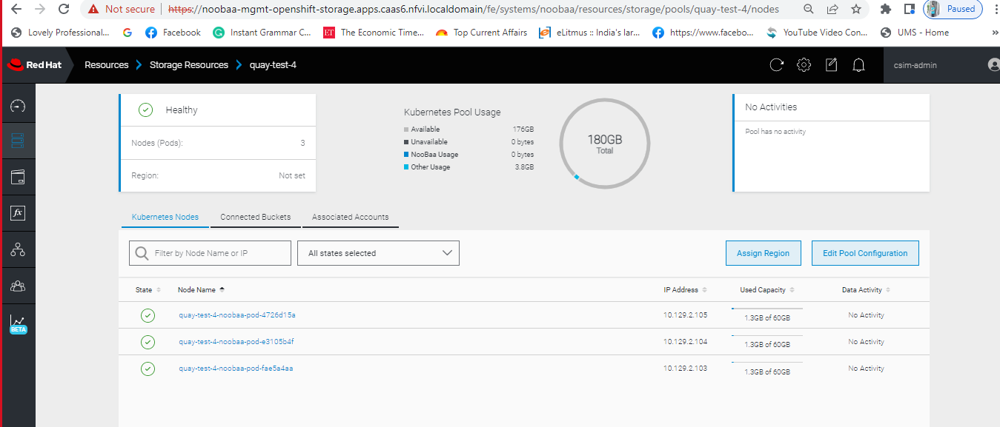 Not secure | https://noobaa-mgmt-openshift-storage.apps.caas6.nfvi.localdomain/fe/systems/noobaa/resources/storage/pools/quay-test-4/nodes Paused
Lovely Professional... Facebook Instant Grammar C... ET The Economic Time... Top Current Affairs eLitmus :: India's lar... https://www.facebo... YouTube Video Con... UMS - Home »
Red Hat Resources Storage Resources quay-test-4 csim-admin
Healthy
Nodes (Pods): 3
Region: Not set
Kubernetes Pool Usage
Available 176GB
Unavailable 0 bytes
NooBaa Usage 0 bytes
Other Usage 3.8GB
180GB
Total
No Activities
Pool has no activity
fx
BETA
Kubernetes Nodes Connected Buckets Associated Accounts
Filter by Node Name or IP All states selected Assign Region Edit Pool Configuration
State Node Name IP Address Used Capacity Data Activity
quay-test-4-noobaa-pod-4726d15a 10.129.2.105 1.3GB of 60GB No Activity
quay-test-4-noobaa-pod-e3105b4f 10.129.2.104 1.3GB of 60GB No Activity
quay-test-4-noobaa-pod-fae5a4aa 10.129.2.103 1.3GB of 60GB No Activity